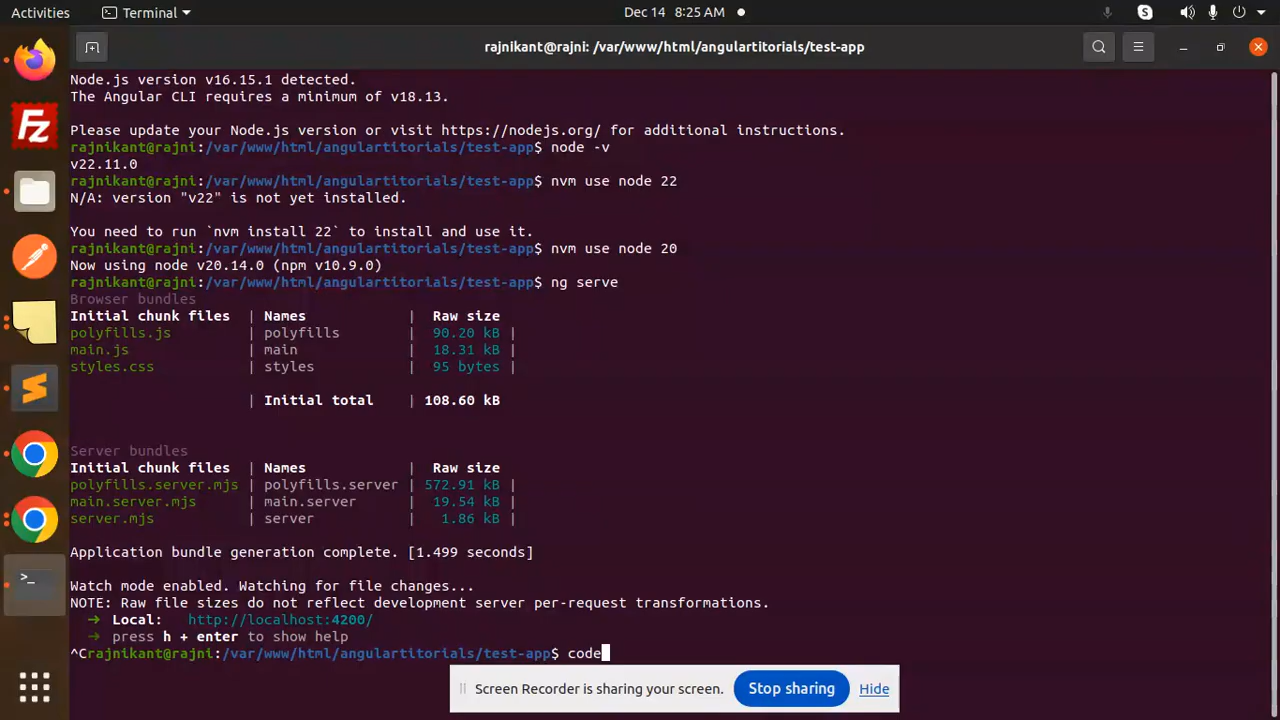 Activities
Terminal
Dec 14 8:25 AM
rajnikant@rajni: /var/www/html/angulartitorials/test-app
Node.js version v16.15.1 detected.
The Angular CLI requires a minimum of v18.13.
Please update your Node.js version or visit https://nodejs.org/ for additional instructions.
rajnikant@rajni:/var/www/html/angulartitorials/test-app$ node -v
v22.11.0
rajnikant@rajni:/var/www/html/angulartitorials/test-app$ nvm use node 22
N/A: version "v22" is not yet installed.
You need to run `nvm install 22` to install and use it.
rajnikant@rajni:/var/www/html/angulartitorials/test-app$ nvm use node 20
Now using node v20.14.0 (npm v10.9.0)
rajnikant@rajni:/var/www/html/angulartitorials/test-app$ ng serve
Browser bundles
Initial chunk files | Names | Raw size
polyfills.js | polyfills | 90.20 kB |
main.js | main | 18.31 kB |
styles.css | styles | 95 bytes |
| Initial total | 108.60 kB
Server bundles
Initial chunk files | Names | Raw size
polyfills.server.mjs | polyfills.server | 572.91 kB |
main.server.mjs | main.server | 19.54 kB |
server.mjs | server | 1.86 kB |
Application bundle generation complete. [1.499 seconds]
Watch mode enabled. Watching for file changes...
NOTE: Raw file sizes do not reflect development server per-request transformations.
➜ Local: http://localhost:4200/
➜ press h + enter to show help
^Crajnikant@rajni:/var/www/html/angulartitorials/test-app$ code
Screen Recorder is sharing your screen.
Stop sharing
Hide